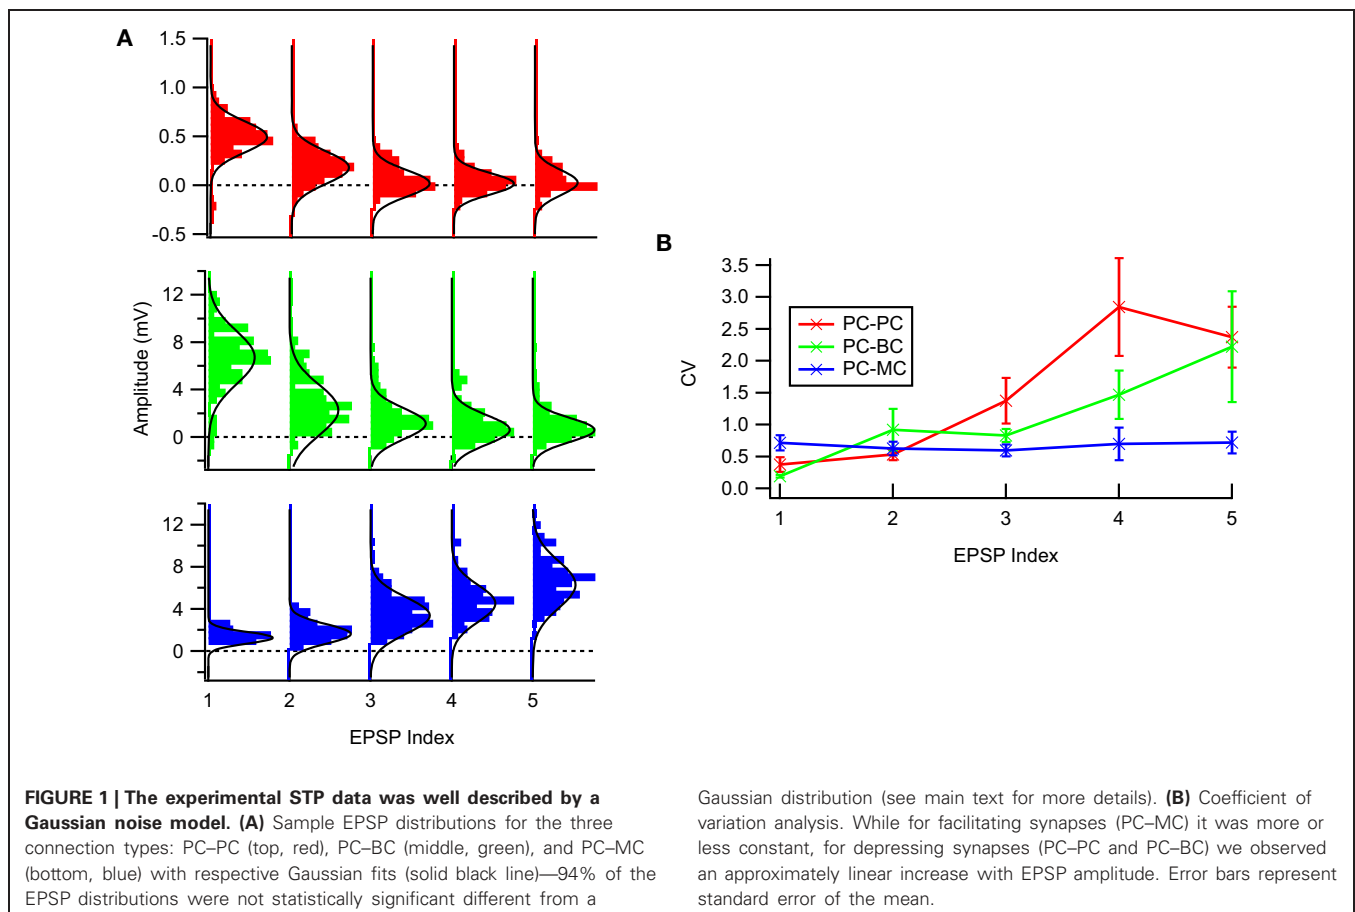 A
1.5
1.0
0.5
0.0
-0.5
12
8
4
0
Amplitude (mV)
12
8
4
0
1 2 3 4 5
EPSP Index
B
3.5
3.0
2.5
2.0
1.5
1.0
0.5
0.0
CV
PC-PC
PC-BC
PC-MC
1 2 3 4 5
EPSP Index
FIGURE 1 | The experimental STP data was well described by a
Gaussian noise model. (A) Sample EPSP distributions for the three
connection types: PC–PC (top, red), PC–BC (middle, green), and PC–MC
(bottom, blue) with respective Gaussian fits (solid black line)—94% of the
EPSP distributions were not statistically significant different from a
Gaussian distribution (see main text for more details). (B) Coefficient of
variation analysis. While for facilitating synapses (PC–MC) it was more or
less constant, for depressing synapses (PC–PC and PC–BC) we observed
an approximately linear increase with EPSP amplitude. Error bars represent
standard error of the mean.